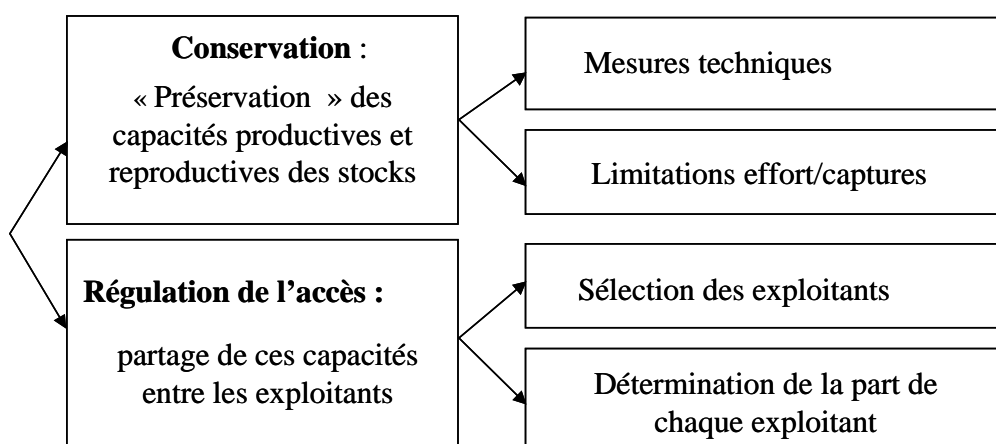 Conservation :
« Préservation » des
capacités productives et
reproductives des stocks
Mesures techniques
Limitations effort/captures
Régulation de l’accès :
partage de ces capacités
entre les exploitants
Sélection des exploitants
Détermination de la part de
chaque exploitant